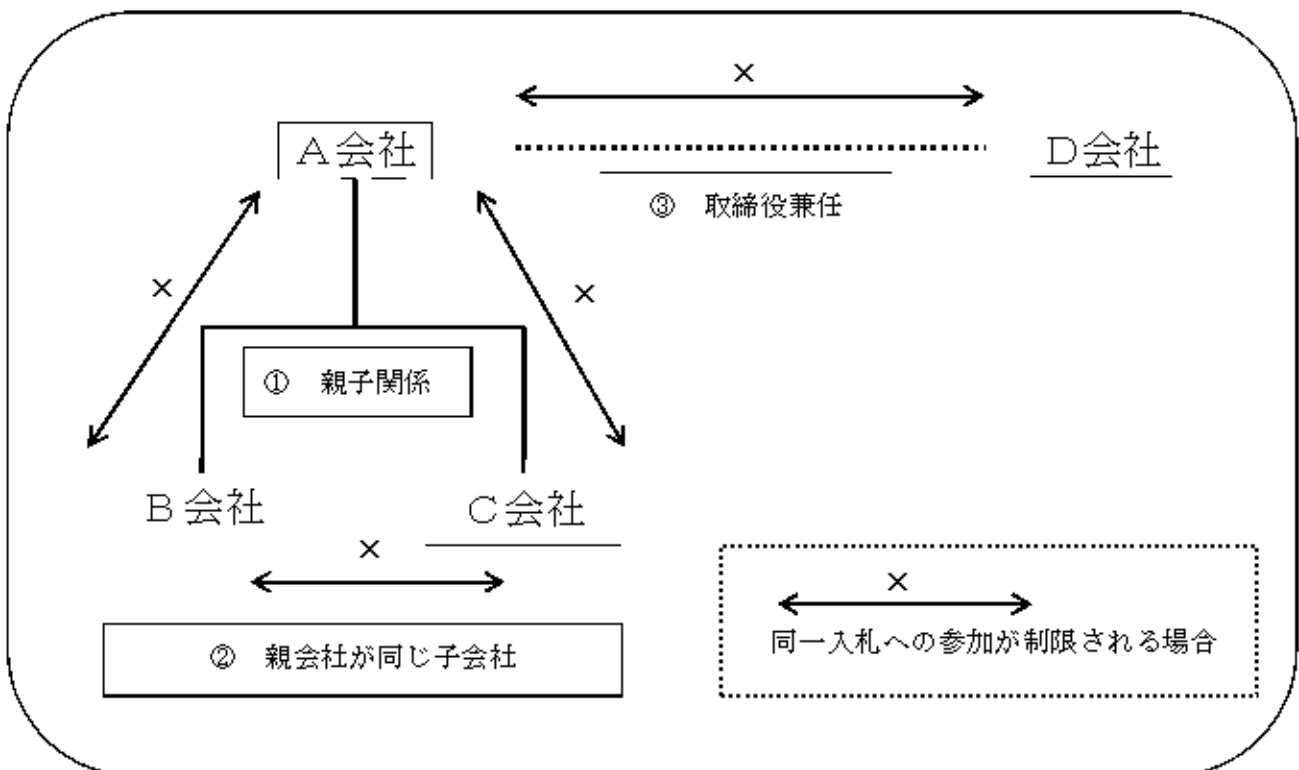 ×
A会社
D会社
③ 取締役兼任
×
×
① 親子関係
B会社
C会社
×
② 親会社が同じ子会社
×
同一入札への参加が制限される場合